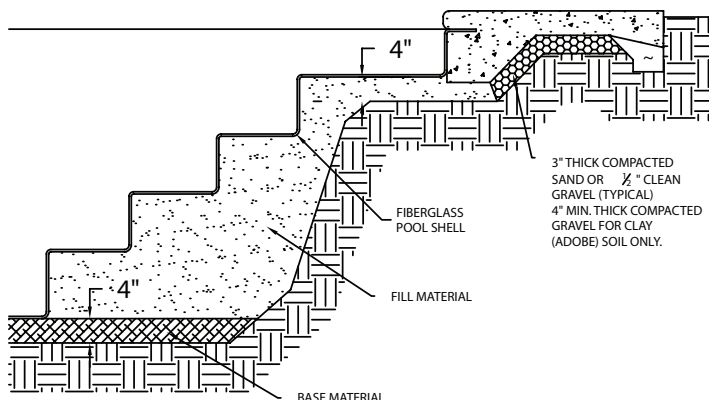 4"
3" THICK COMPACTED
SAND OR ½ " CLEAN
GRAVEL (TYPICAL)
4" MIN. THICK COMPACTED
GRAVEL FOR CLAY
(ADOBE) SOIL ONLY.
FIBERGLASS
POOL SHELL
4"
FILL MATERIAL
BASE MATERIAL